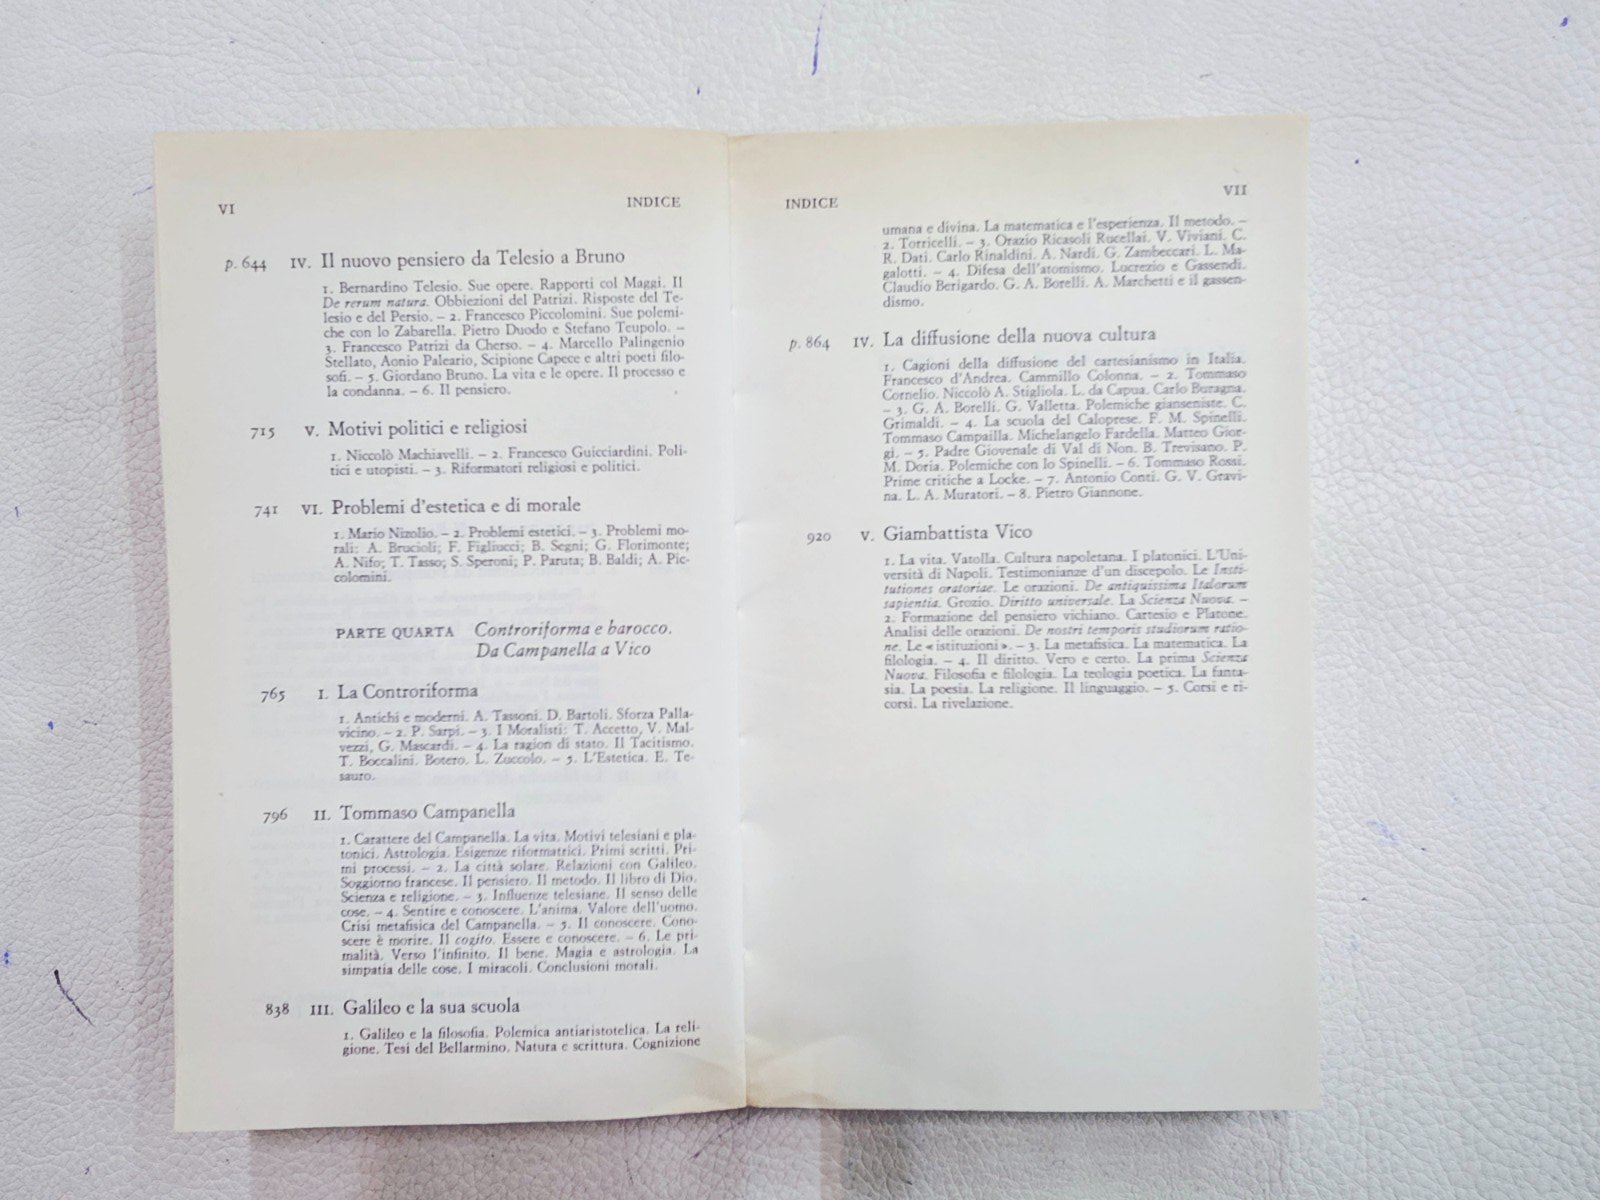 VI
INDICE
p. 644 IV. Il nuovo pensiero da Telesio a Bruno
1. Bernardino Telesio. Sue opere. Rapporti col Maggi. Il
De rerum natura. Obbiezioni del Patrizi. Risposte del Te-
lesio e del Persio. – 2. Francesco Piccolomini. Sue polemi-
che con lo Zabarella. Pietro Duodo e Stefano Teupolo. –
3. Francesco Patrizi da Cherso. – 4. Marcello Palingenio
Stellato, Aonio Paleario, Scipione Capece e altri poeti filo-
sofi. – 5. Giordano Bruno. La vita e le opere. Il processo e
la condanna. – 6. Il pensiero.
715 V. Motivi politici e religiosi
1. Niccolò Machiavelli. – 2. Francesco Guicciardini. Poli-
tici e utopisti. – 3. Riformatori religiosi e politici.
741 VI. Problemi d'estetica e di morale
1. Mario Nizolio. – 2. Problemi estetici. – 3. Problemi mo-
rali: A. Brucioli; F. Figliucci; B. Segni; G. Florimonte;
A. Nifo; T. Tasso; S. Speroni; P. Paruta; B. Baldi; A. Pic-
colomini.
PARTE QUARTA Controriforma e barocco.
Da Campanella a Vico
765 I. La Controriforma
1. Antichi e moderni. A. Tassoni. D. Bartoli. Sforza Palla-
vicino. – 2. P. Sarpi. – 3. I Moralisti: T. Accetto, V. Mal-
vezzi, G. Mascardi. – 4. La ragion di stato. Il Tacitismo.
T. Boccalini. Botero. L. Zuccolo. – 5. L'Estetica. E. Te-
sauro.
796 II. Tommaso Campanella
1. Carattere del Campanella. La vita. Motivi telesiani e pla-
tonici. Astrologia. Esigenze riformatrici. Primi scritti. Pri-
mi processi. – 2. La città solare. Relazioni con Galileo.
Soggiorno francese. Il pensiero. Il metodo. Il libro di Dio.
Scienza e religione. – 3. Influenze telesiane. Il senso delle
cose. – 4. Sentire e conoscere. L'anima. Valore dell'uomo.
Crisi metafisica del Campanella. – 5. Il conoscere. Cono-
scere è morire. Il cogito. Essere e conoscere. – 6. Le pri-
malità. Verso l'infinito. Il bene. Magia e astrologia. La
simpatia delle cose. I miracoli. Conclusioni morali.
838 III. Galileo e la sua scuola
1. Galileo e la filosofia. Polemica antiaristotelica. La reli-
gione. Tesi del Bellarmino. Natura e scrittura. Cognizione
INDICE
VII
umana e divina. La matematica e l'esperienza. Il metodo. –
2. Torricelli. – 3. Orazio Ricasoli Rucellai. V. Viviani. C.
R. Dati. Carlo Rinaldini. A. Nardi. G. Zambeccari. L. Ma-
galotti. – 4. Difesa dell'atomismo. Lucrezio e Gassendi.
Claudio Berigardo. G. A. Borelli. A. Marchetti e il gassen-
dismo.
p. 864 IV. La diffusione della nuova cultura
1. Cagioni della diffusione del cartesianismo in Italia.
Francesco d'Andrea. Cammillo Colonna. – 2. Tommaso
Cornelio. Niccolò A. Stigliola. L. da Capua. Carlo Buragna.
– 3. G. A. Borelli. G. Valletta. Polemiche gianseniste. C.
Grimaldi. – 4. La scuola del Caloprese. F. M. Spinelli.
Tommaso Campailla. Michelangelo Fardella. Matteo Gior-
gi. – 5. Padre Giovenale di Val di Non. B. Trevisano. P.
M. Doria. Polemiche con lo Spinelli. – 6. Tommaso Rossi.
Prime critiche a Locke. – 7. Antonio Conti. G. V. Gravi-
na. L. A. Muratori. – 8. Pietro Giannone.
920 V. Giambattista Vico
1. La vita. Vatolla. Cultura napoletana. I platonici. L'Uni-
versità di Napoli. Testimonianze d'un discepolo. Le Insti-
tutiones oratoriae. Le orazioni. De antiquissima Italorum
sapientia. Grozio. Diritto universale. La Scienza Nuova. –
2. Formazione del pensiero vichiano. Cartesio e Platone.
Analisi delle orazioni. De nostri temporis studiorum ratio-
ne. Le «istituzioni». – 3. La metafisica. La matematica. La
filologia. – 4. Il diritto. Vero e certo. La prima Scienza
Nuova. Filosofia e filologia. La teologia poetica. La fanta-
sia. La poesia. La religione. Il linguaggio. – 5. Corsi e ri-
corsi. La rivelazione.